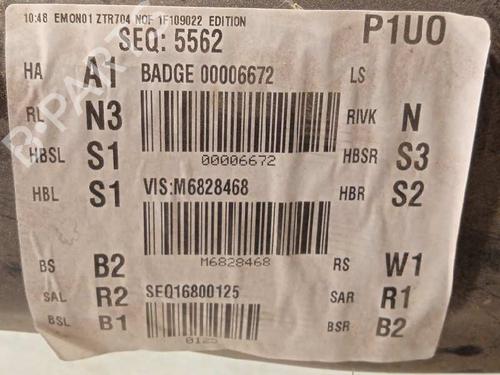 10:48 EMON01 ZTR704 NOF 1F109022 EDITION
SEQ: 5562 P1U0
HA A1 BADGE 00006672 LS
RL N3 RIVK N
00006672
HBSL S1 HBSR S3
HBL S1 VIS:M6828468 HBR S2
M6828468
BS B2 RS W1
SAL R2 SEQ16800125 SAR R1
BSL B1 BSR B2
0125